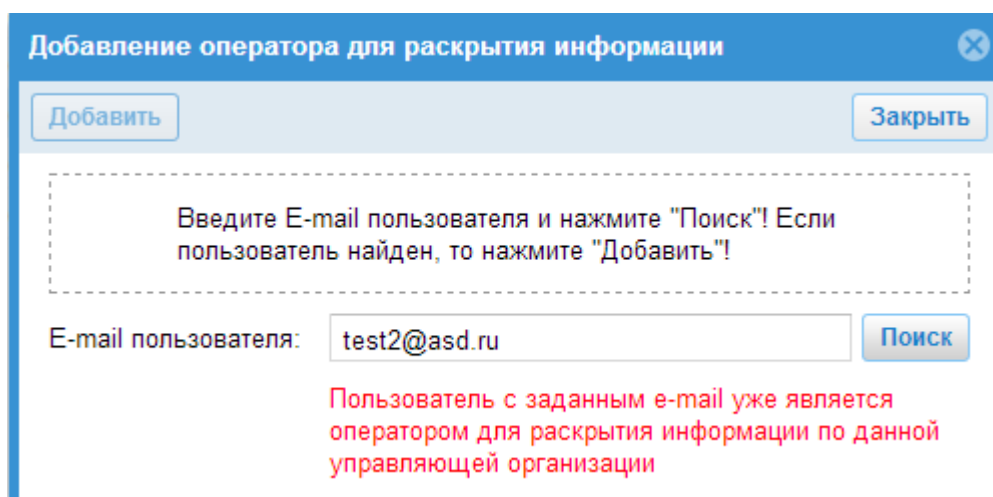 Добавление оператора для раскрытия информации
Добавить
Закрыть
Введите E-mail пользователя и нажмите "Поиск"! Если
пользователь найден, то нажмите "Добавить"!
E-mail пользователя:
test2@asd.ru
Поиск
Пользователь с заданным e-mail уже является
оператором для раскрытия информации по данной
управляющей организации